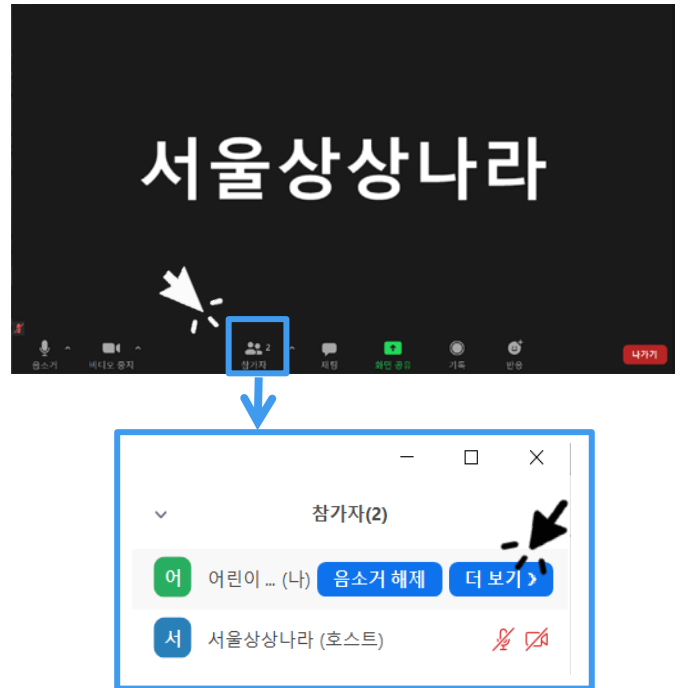 서울상상나라
음소거 비디오 중지 참가자 2 채팅 화면 공유 기록 반응 나가기
참가자(2)
어 어린이 ... (나) 음소거 해제 더 보기 >
서 서울상상나라 (호스트)